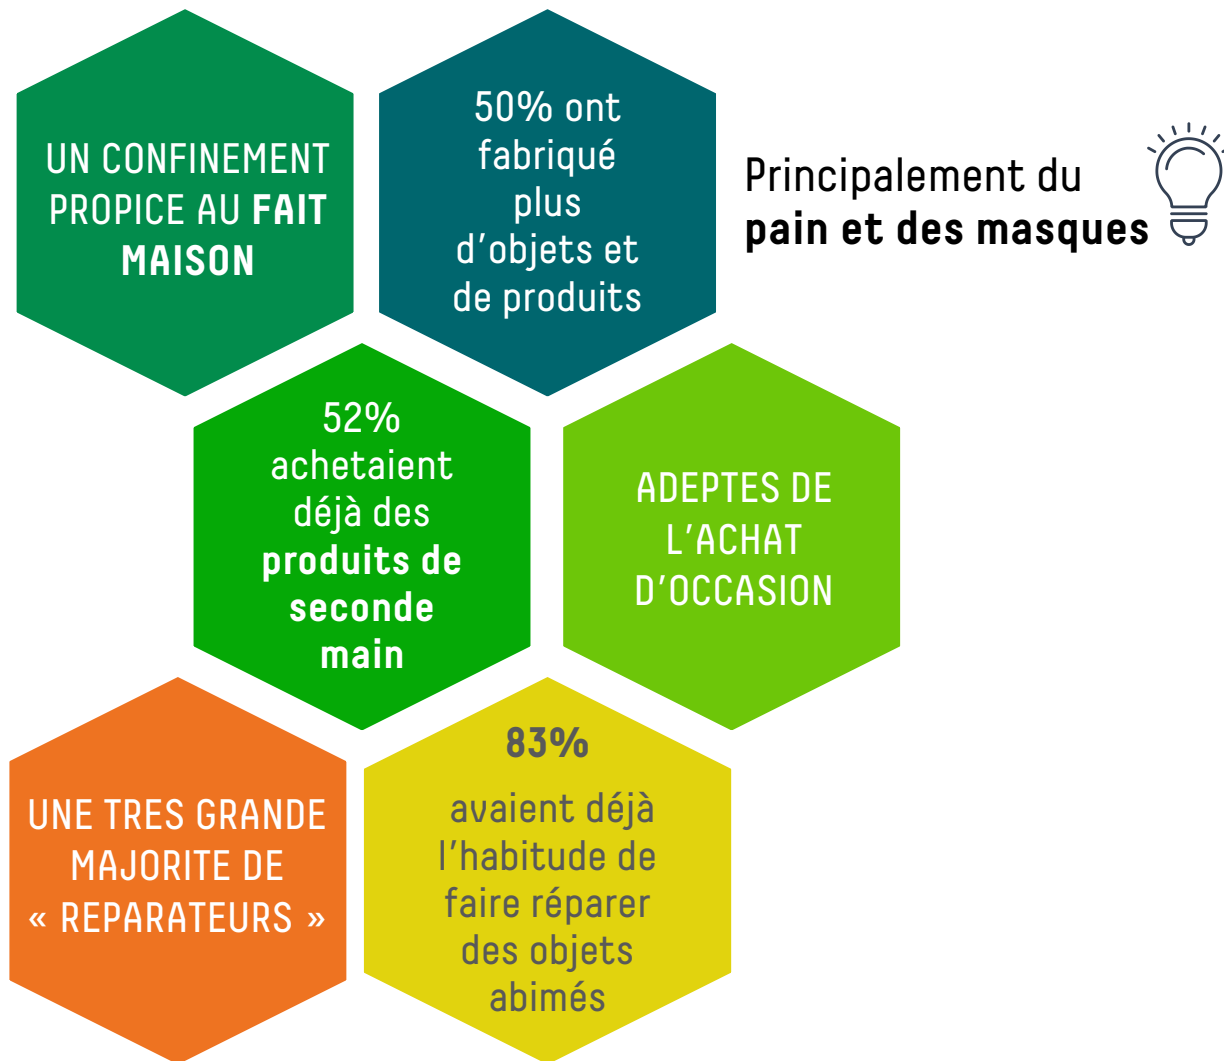 UN CONFINEMENT
PROPICE AU FAIT
MAISON
50% ont
fabriqué
plus
d'objets et
de produits
Principalement du
pain et des masques
52%
achetaient
déjà des
produits de
seconde
main
ADEPTES DE
L'ACHAT
D'OCCASION
UNE TRES GRANDE
MAJORITE DE
« REPARATEURS »
83%
avaient déjà
l'habitude de
faire réparer
des objets
abimés